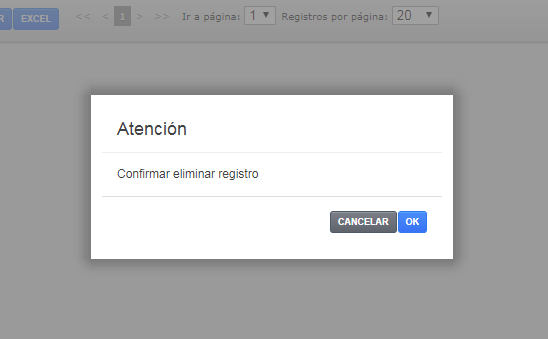 R EXCEL << < 1 > >> Ir a página: 1 Registros por página: 20
Atención
Confirmar eliminar registro
CANCELAR OK